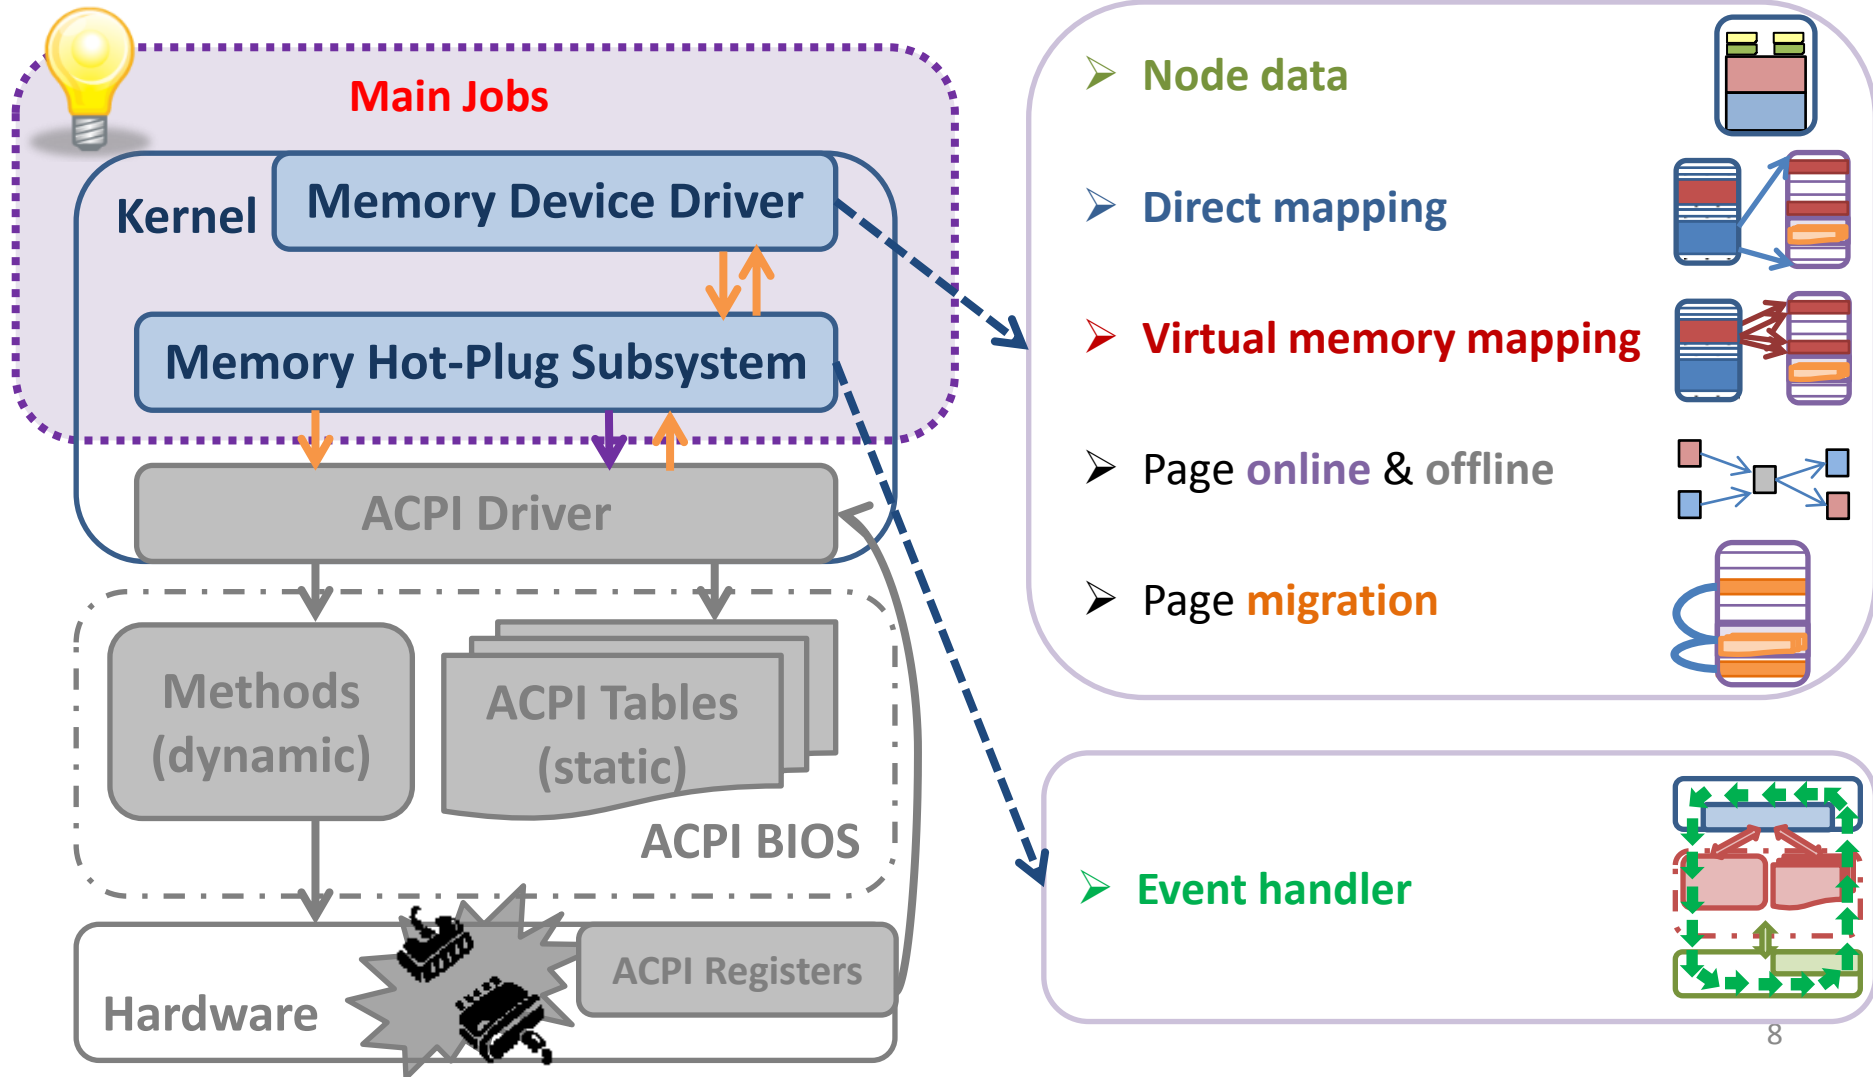 Main Jobs
Kernel
Memory Device Driver
Memory Hot-Plug Subsystem
ACPI Driver
Methods
(dynamic)
ACPI Tables
(static)
ACPI BIOS
Hardware
ACPI Registers
Node data
Direct mapping
Virtual memory mapping
Page online & offline
Page migration
Event handler
8